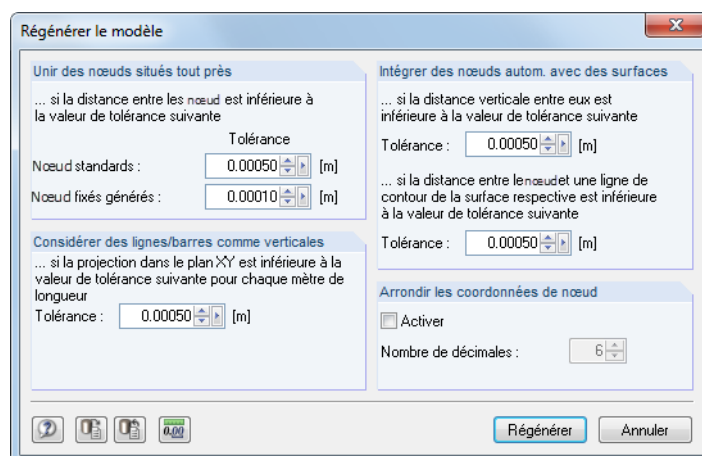 Régénérer le modèle
Unir des nœuds situés tout près
... si la distance entre les nœud est inférieure à
la valeur de tolérance suivante
Tolérance
Nœud standards :
0.00050
[m]
Nœud fixés générés :
0.00010
[m]
Considérer des lignes/barres comme verticales
... si la projection dans le plan XY est inférieure à la
valeur de tolérance suivante pour chaque mètre de
longueur
Tolérance :
0.00050
[m]
Intégrer des nœuds autom. avec des surfaces
... si la distance verticale entre eux est
inférieure à la valeur de tolérance suivante
Tolérance :
0.00050
[m]
... si la distance entre lenœudet une ligne de
contour de la surface respective est inférieure
à la valeur de tolérance suivante
Tolérance :
0.00050
[m]
Arrondir les coordonnées de nœud
Activer
Nombre de décimales :
6
0.00
Régénérer
Annuler